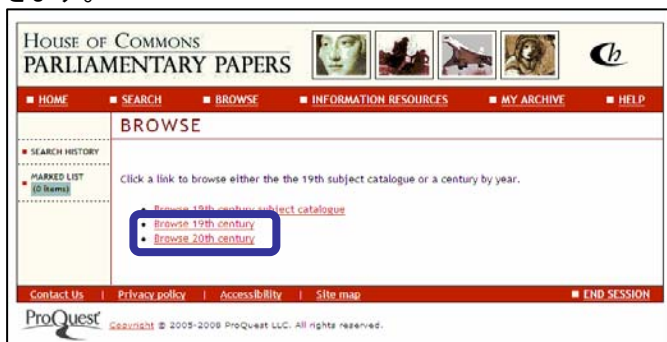 HOUSE OF COMMONS
PARLIAMENTARY PAPERS
HOME SEARCH BROWSE INFORMATION RESOURCES MY ARCHIVE HELP
BROWSE
SEARCH HISTORY
MARKED LIST
(0 items)
Click a link to browse either the the 19th subject catalogue or a century by year.
Browse 19th century subject catalogue
Browse 19th century
Browse 20th century
Contact Us | Privacy policy | Accessibility | Site map END SESSION
ProQuest Copyright © 2005-2008 ProQuest LLC. All rights reserved.